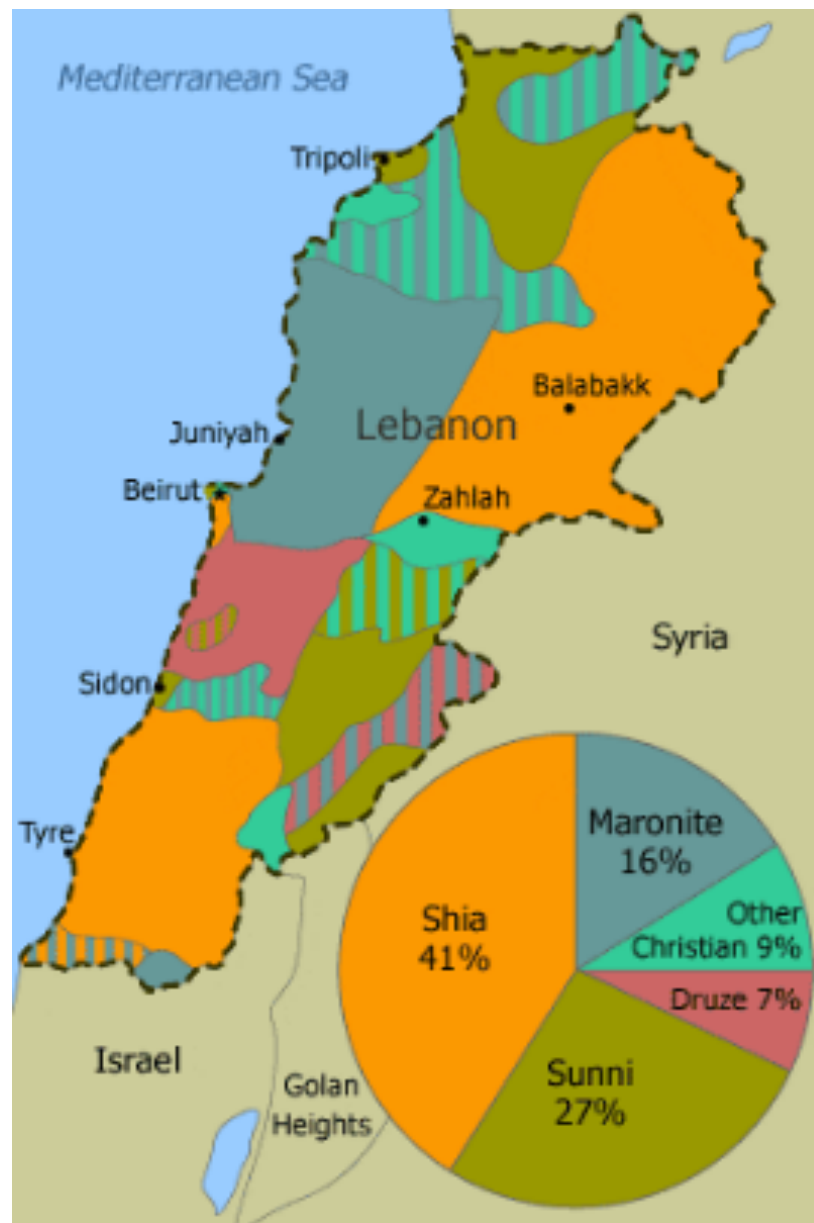 Mediterranean Sea
Tripoli
Balabakk
Lebanon
Juniyah
Beirut
Zahlah
Syria
Sidon
Tyre
Maronite
16%
Other
Christian 9%
Shia
41%
Druze 7%
Sunni
27%
Israel
Golan
Heights